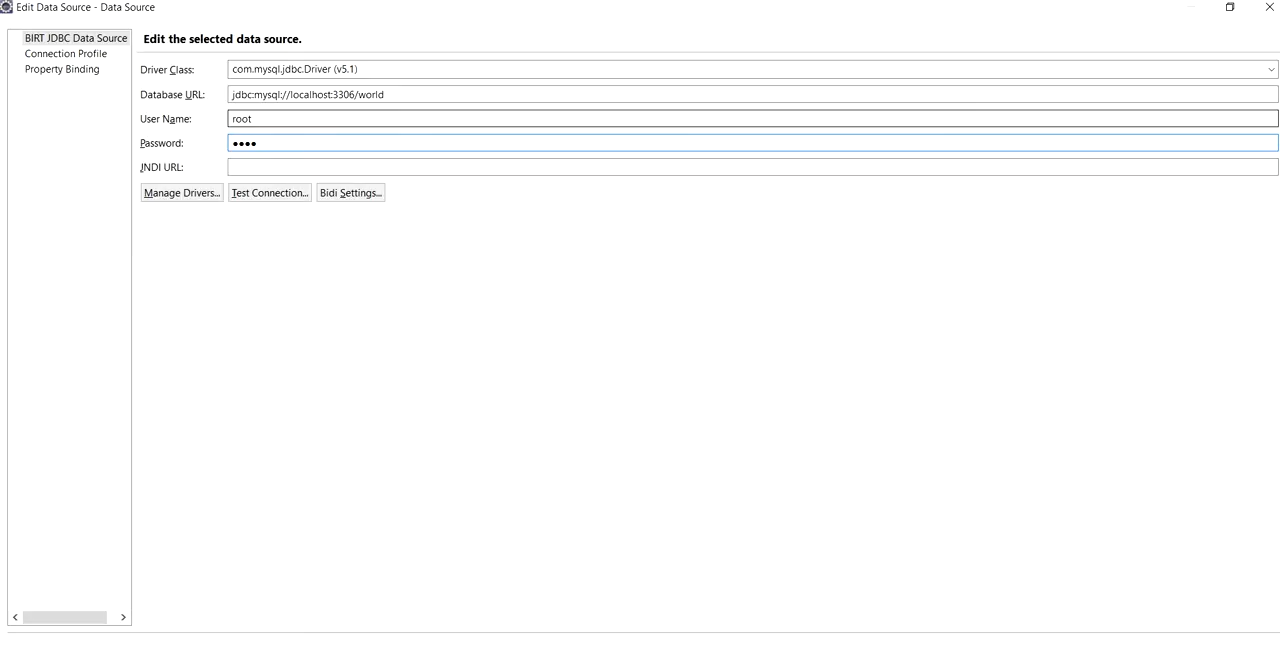 Edit Data Source - Data Source
BIRT JDBC Data Source
Connection Profile
Property Binding
Edit the selected data source.
Driver Class: com.mysql.jdbc.Driver (v5.1)
Database URL: jdbc:mysql://localhost:3306/world
User Name: root
Password: ●●●●
JNDI URL:
Manage Drivers... Test Connection... Bidi Settings...